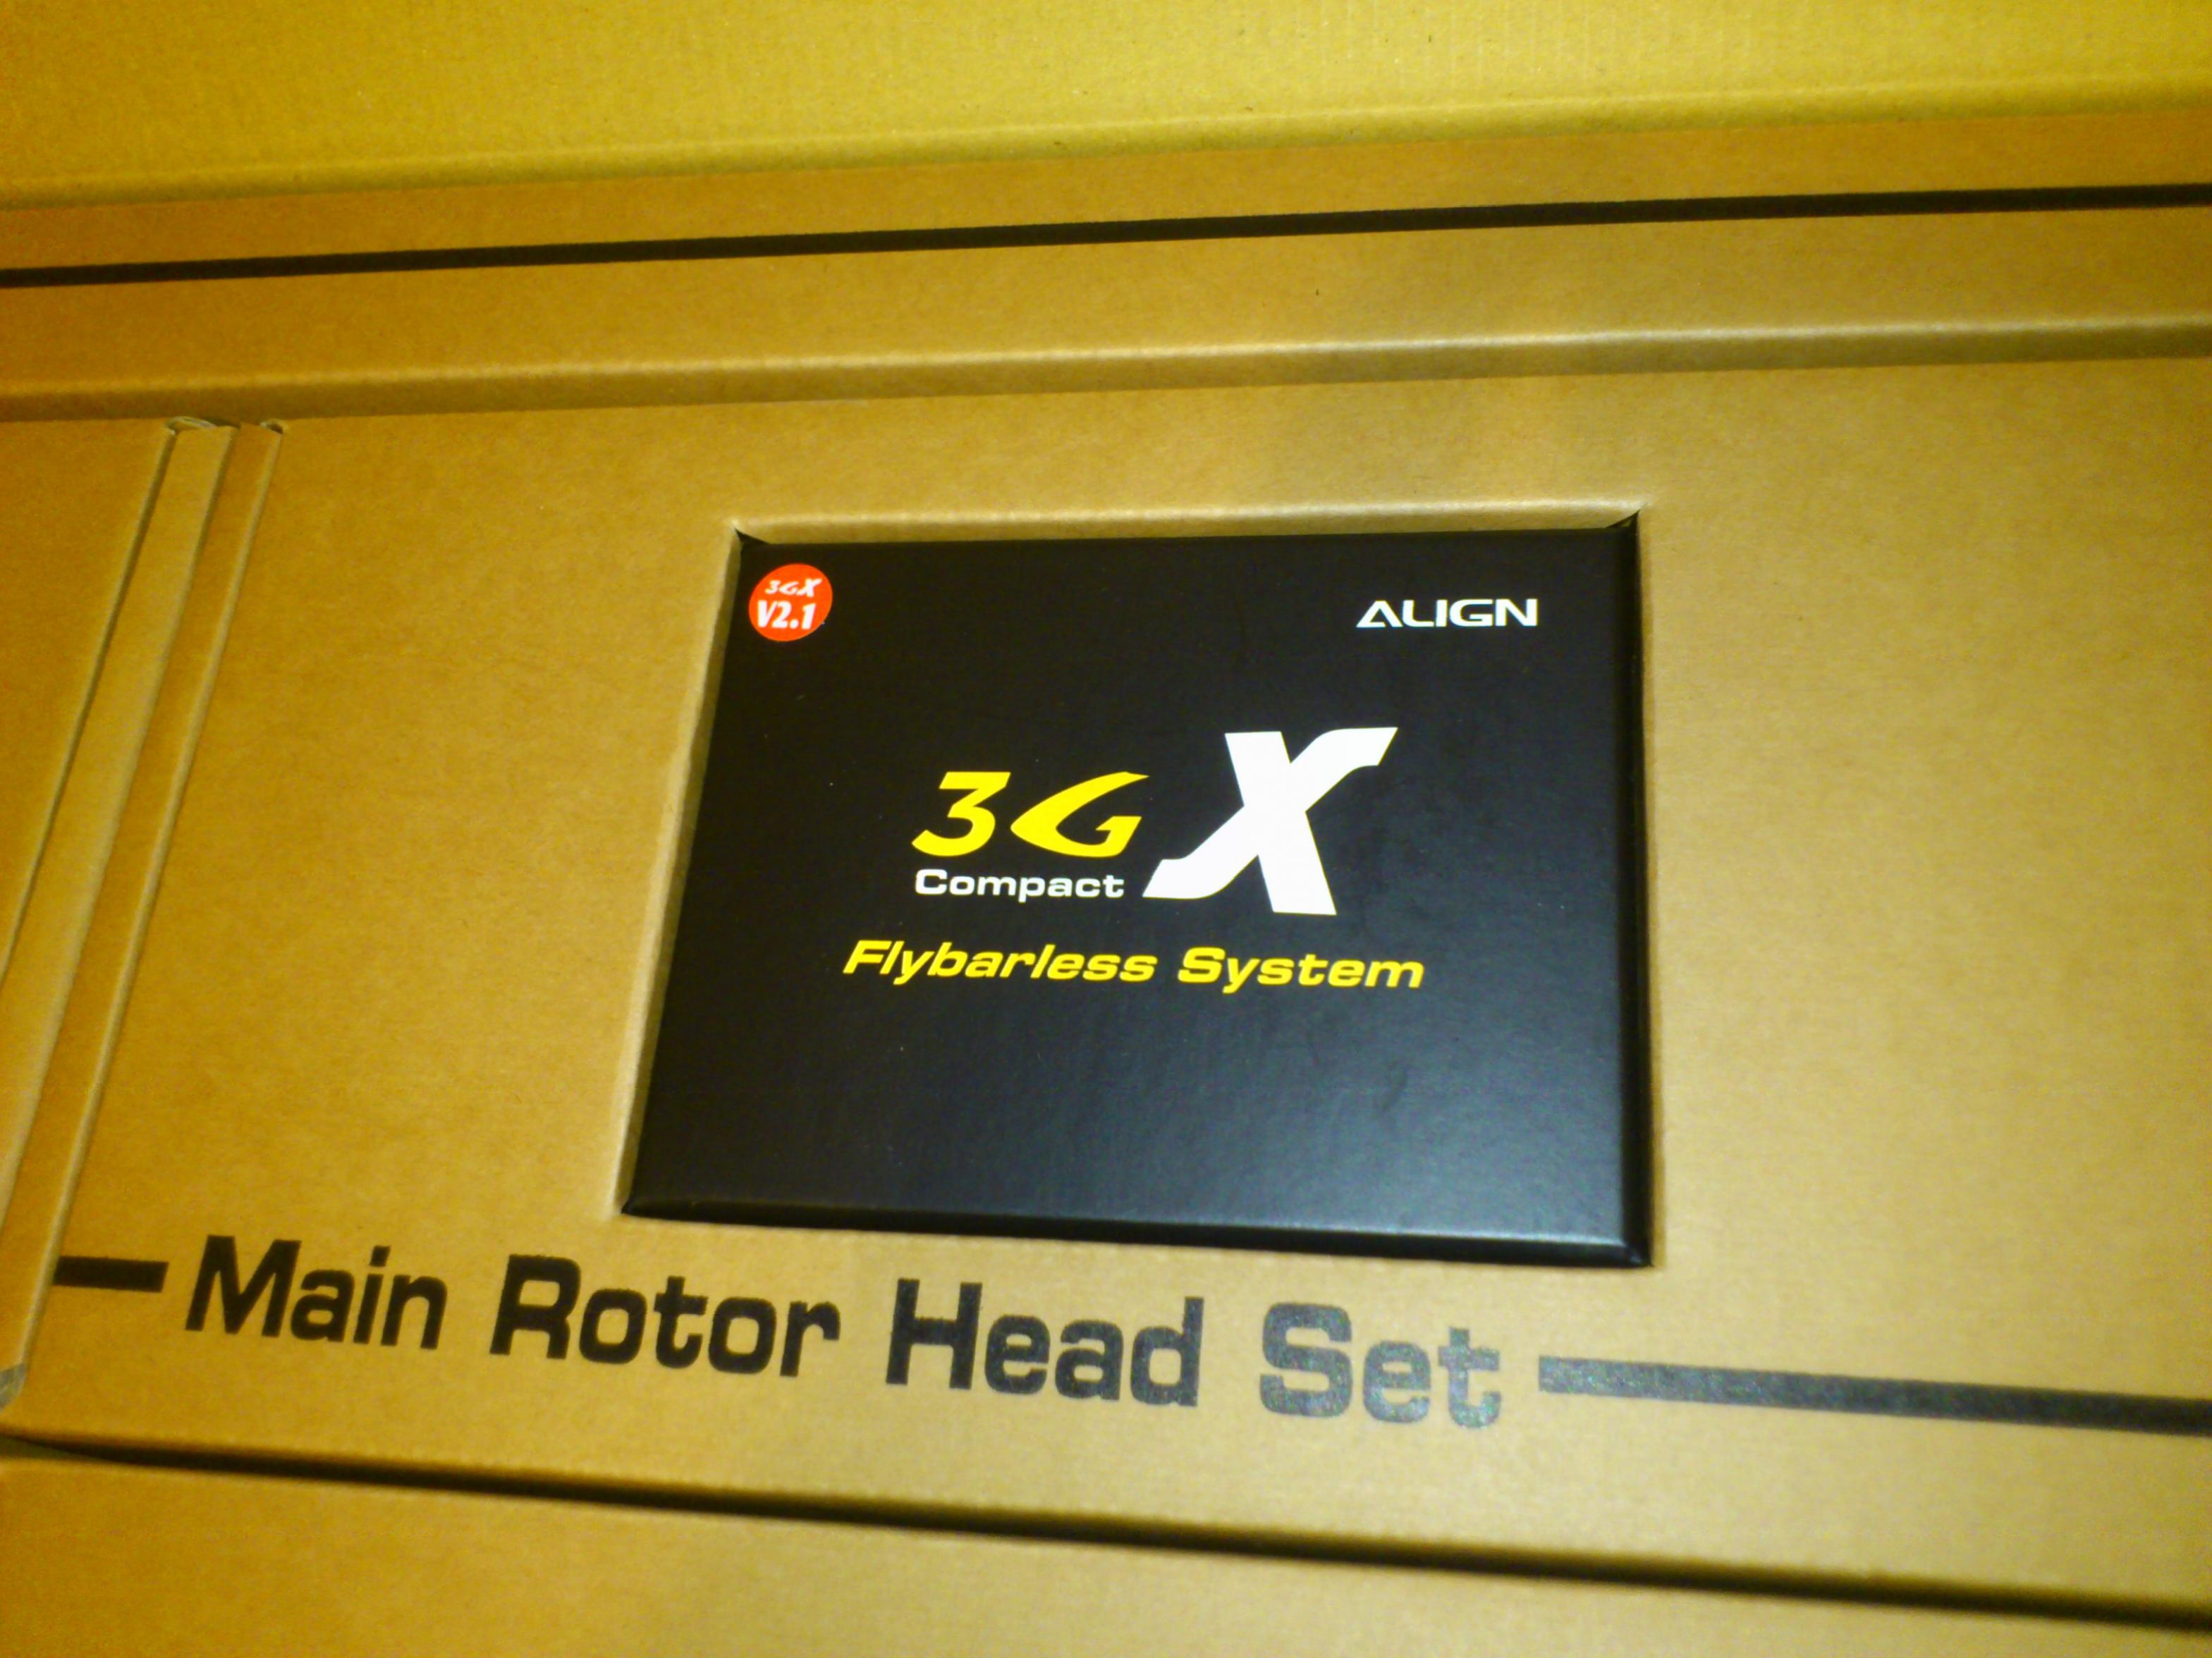 3GX
V2.1
ALIGN
3G X
Compact
Flybarless System
Main Rotor Head Set